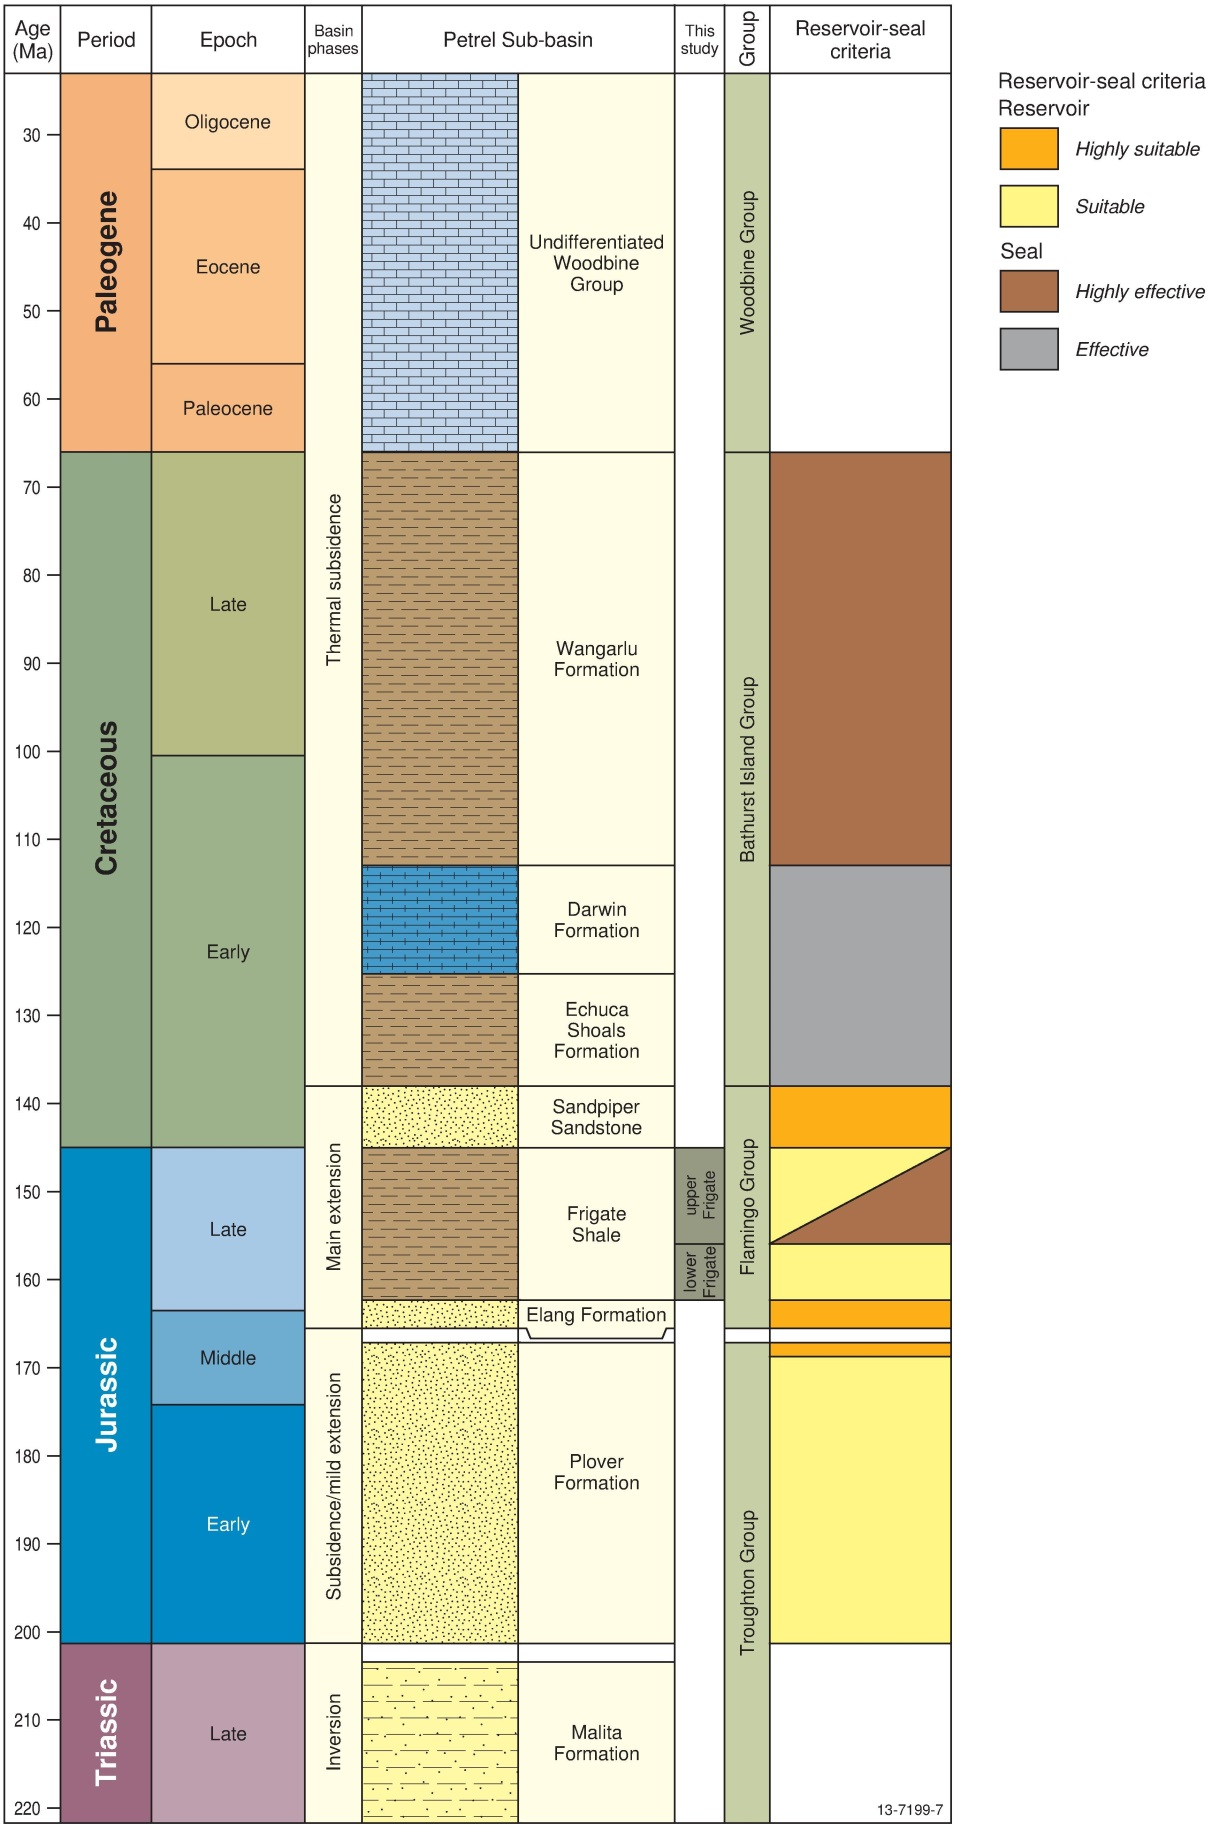 Age
(Ma)
Period
Epoch
Basin
phases
Petrel Sub-basin
This
study
Group
Reservoir-seal
criteria
30
40
50
60
70
80
90
100
110
120
130
140
150
160
170
180
190
200
210
220
Paleogene
Cretaceous
Jurassic
Triassic
Oligocene
Eocene
Paleocene
Late
Early
Late
Middle
Early
Late
Thermal subsidence
Main extension
Subsidence/mild extension
Inversion
Undifferentiated
Woodbine
Group
Wangarlu
Formation
Darwin
Formation
Echuca
Shoals
Formation
Sandpiper
Sandstone
Frigate
Shale
Elang Formation
Plover
Formation
Malita
Formation
upper
Frigate
lower
Frigate
Woodbine Group
Bathurst Island Group
Flamingo Group
Troughton Group
13-7199-7
Reservoir-seal criteria
Reservoir
Highly suitable
Suitable
Seal
Highly effective
Effective